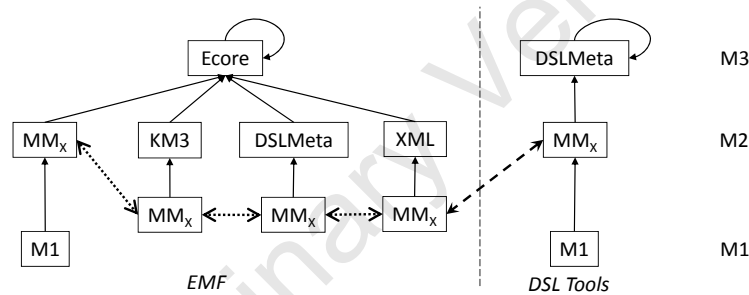 Ecore
DSLMeta
M3
MMX
KM3
DSLMeta
XML
MMX
M2
MMX
MMX
MMX
M1
M1
M1
EMF
DSL Tools